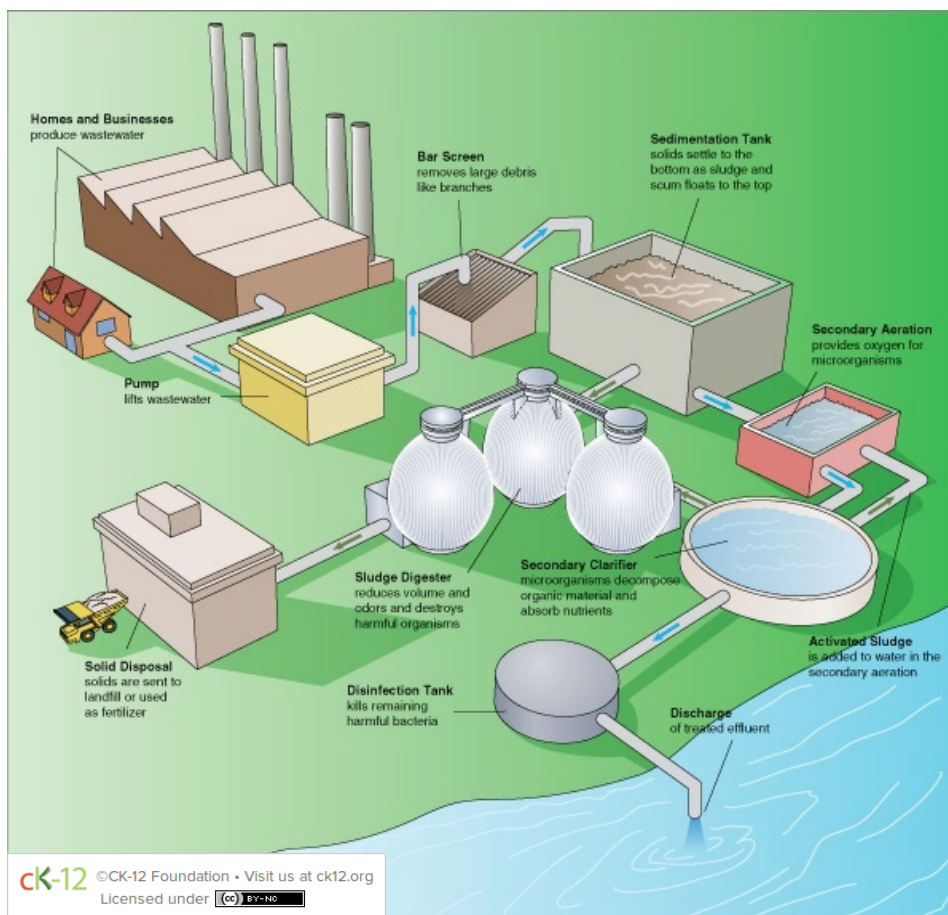 Homes and Businesses
produce wastewater
Bar Screen
removes large debris
like branches
Sedimentation Tank
solids settle to the
bottom as sludge and
scum floats to the top
Secondary Aeration
provides oxygen for
microorganisms
Pump
lifts wastewater
Sludge Digester
reduces volume and
odors and destroys
harmful organisms
Secondary Clarifier
microorganisms decompose
organic material and
absorb nutrients
Activated Sludge
is added to water in the
secondary aeration
Solid Disposal
solids are sent to
landfill or used
as fertilizer
Disinfection Tank
kills remaining
harmful bacteria
Discharge
of treated effluent
cK-12 ©CK-12 Foundation • Visit us at ck12.org
Licensed under (cc) BY-NC